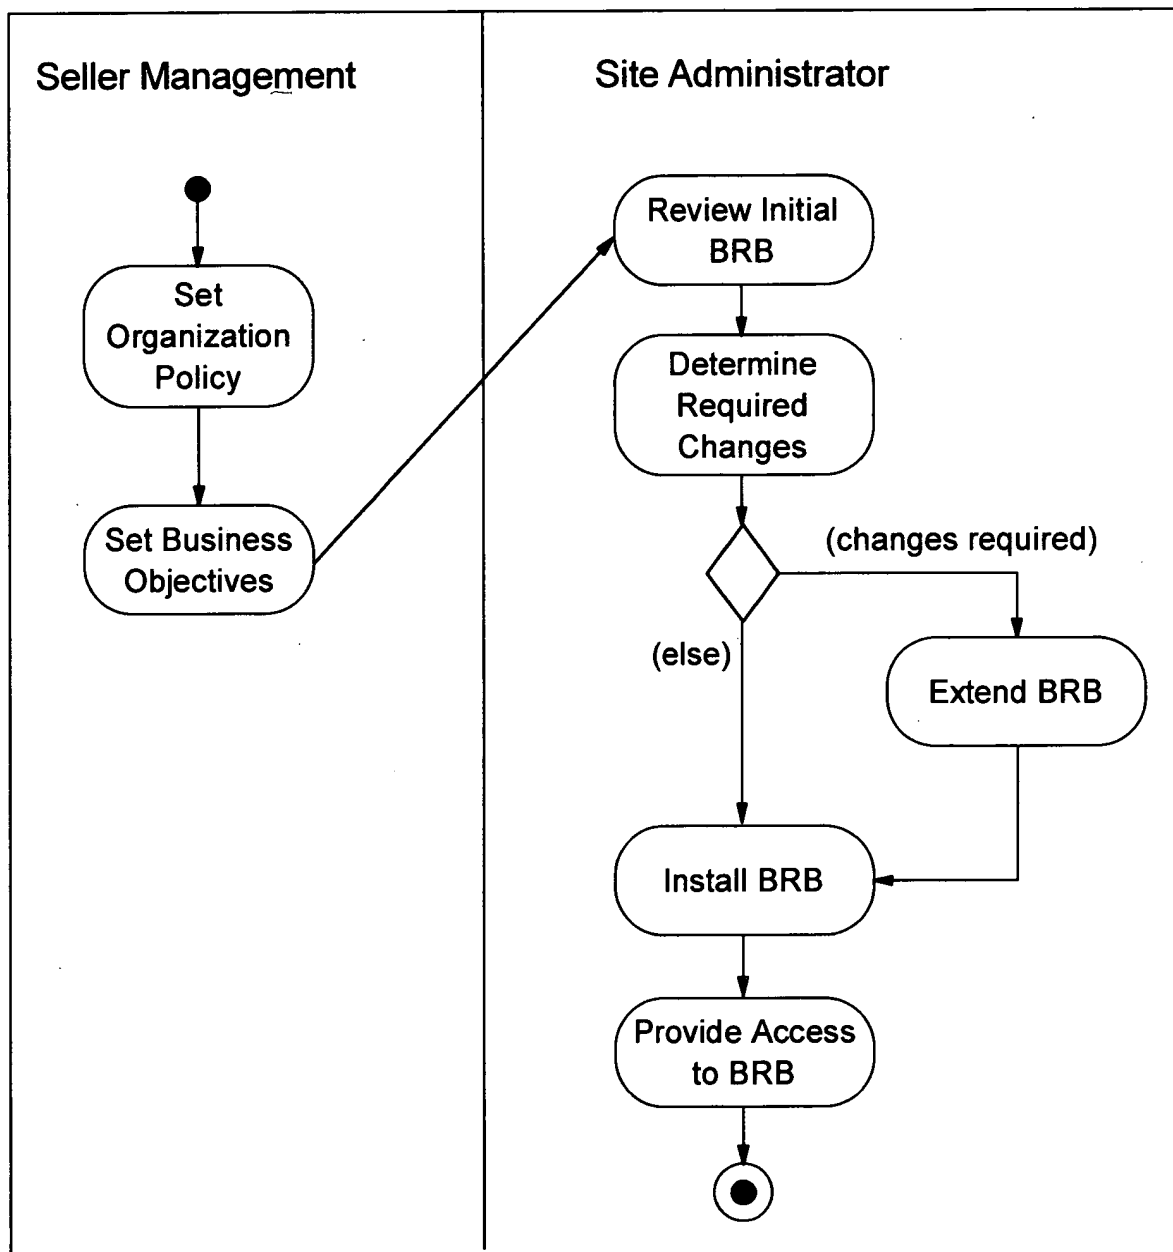 Seller Management
Site Administrator
Set
Organization
Policy
Set Business
Objectives
Review Initial
BRB
Determine
Required
Changes
(changes required)
(else)
Extend BRB
Install BRB
Provide Access
to BRB